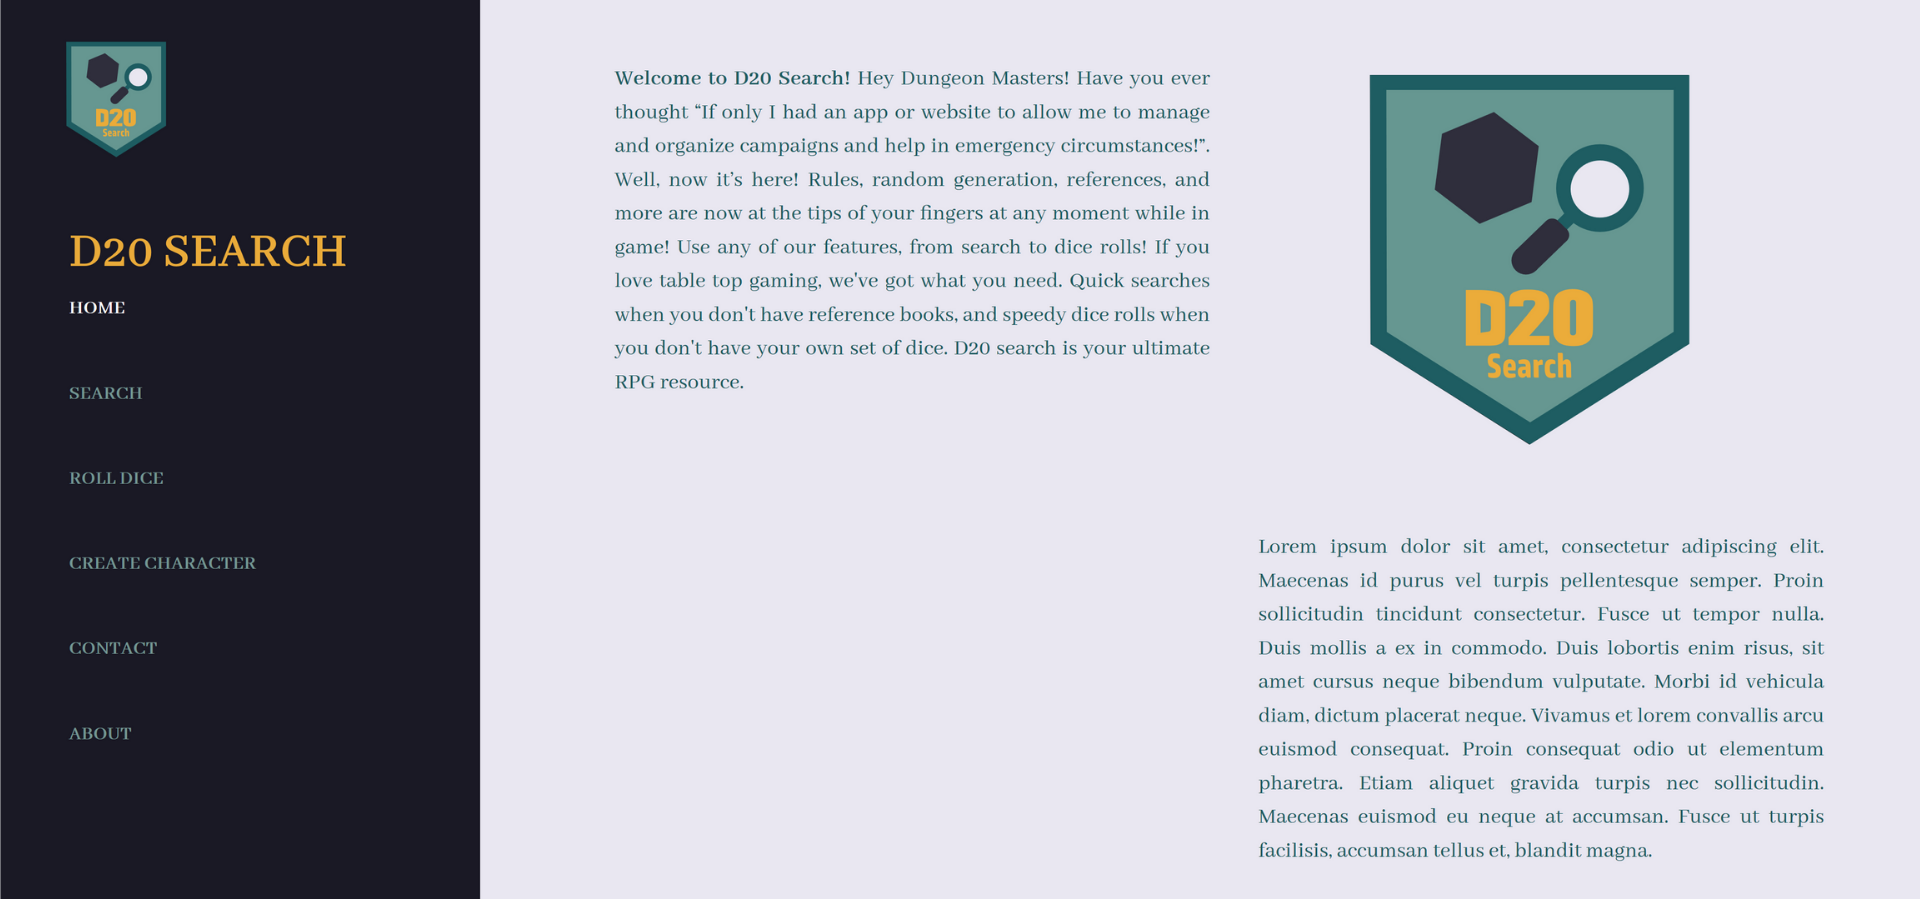 D20
Search
D20 SEARCH
HOME
SEARCH
ROLL DICE
CREATE CHARACTER
CONTACT
ABOUT
Welcome to D20 Search! Hey Dungeon Masters! Have you ever
thought “If only I had an app or website to allow me to manage
and organize campaigns and help in emergency circumstances!”.
Well, now it’s here! Rules, random generation, references, and
more are now at the tips of your fingers at any moment while in
game! Use any of our features, from search to dice rolls! If you
love table top gaming, we've got what you need. Quick searches
when you don't have reference books, and speedy dice rolls when
you don't have your own set of dice. D20 search is your ultimate
RPG resource.
D20
Search
Lorem ipsum dolor sit amet, consectetur adipiscing elit.
Maecenas id purus vel turpis pellentesque semper. Proin
sollicitudin tincidunt consectetur. Fusce ut tempor nulla.
Duis mollis a ex in commodo. Duis lobortis enim risus, sit
amet cursus neque bibendum vulputate. Morbi id vehicula
diam, dictum placerat neque. Vivamus et lorem convallis arcu
euismod consequat. Proin consequat odio ut elementum
pharetra. Etiam aliquet gravida turpis nec sollicitudin.
Maecenas euismod eu neque at accumsan. Fusce ut turpis
facilisis, accumsan tellus et, blandit magna.